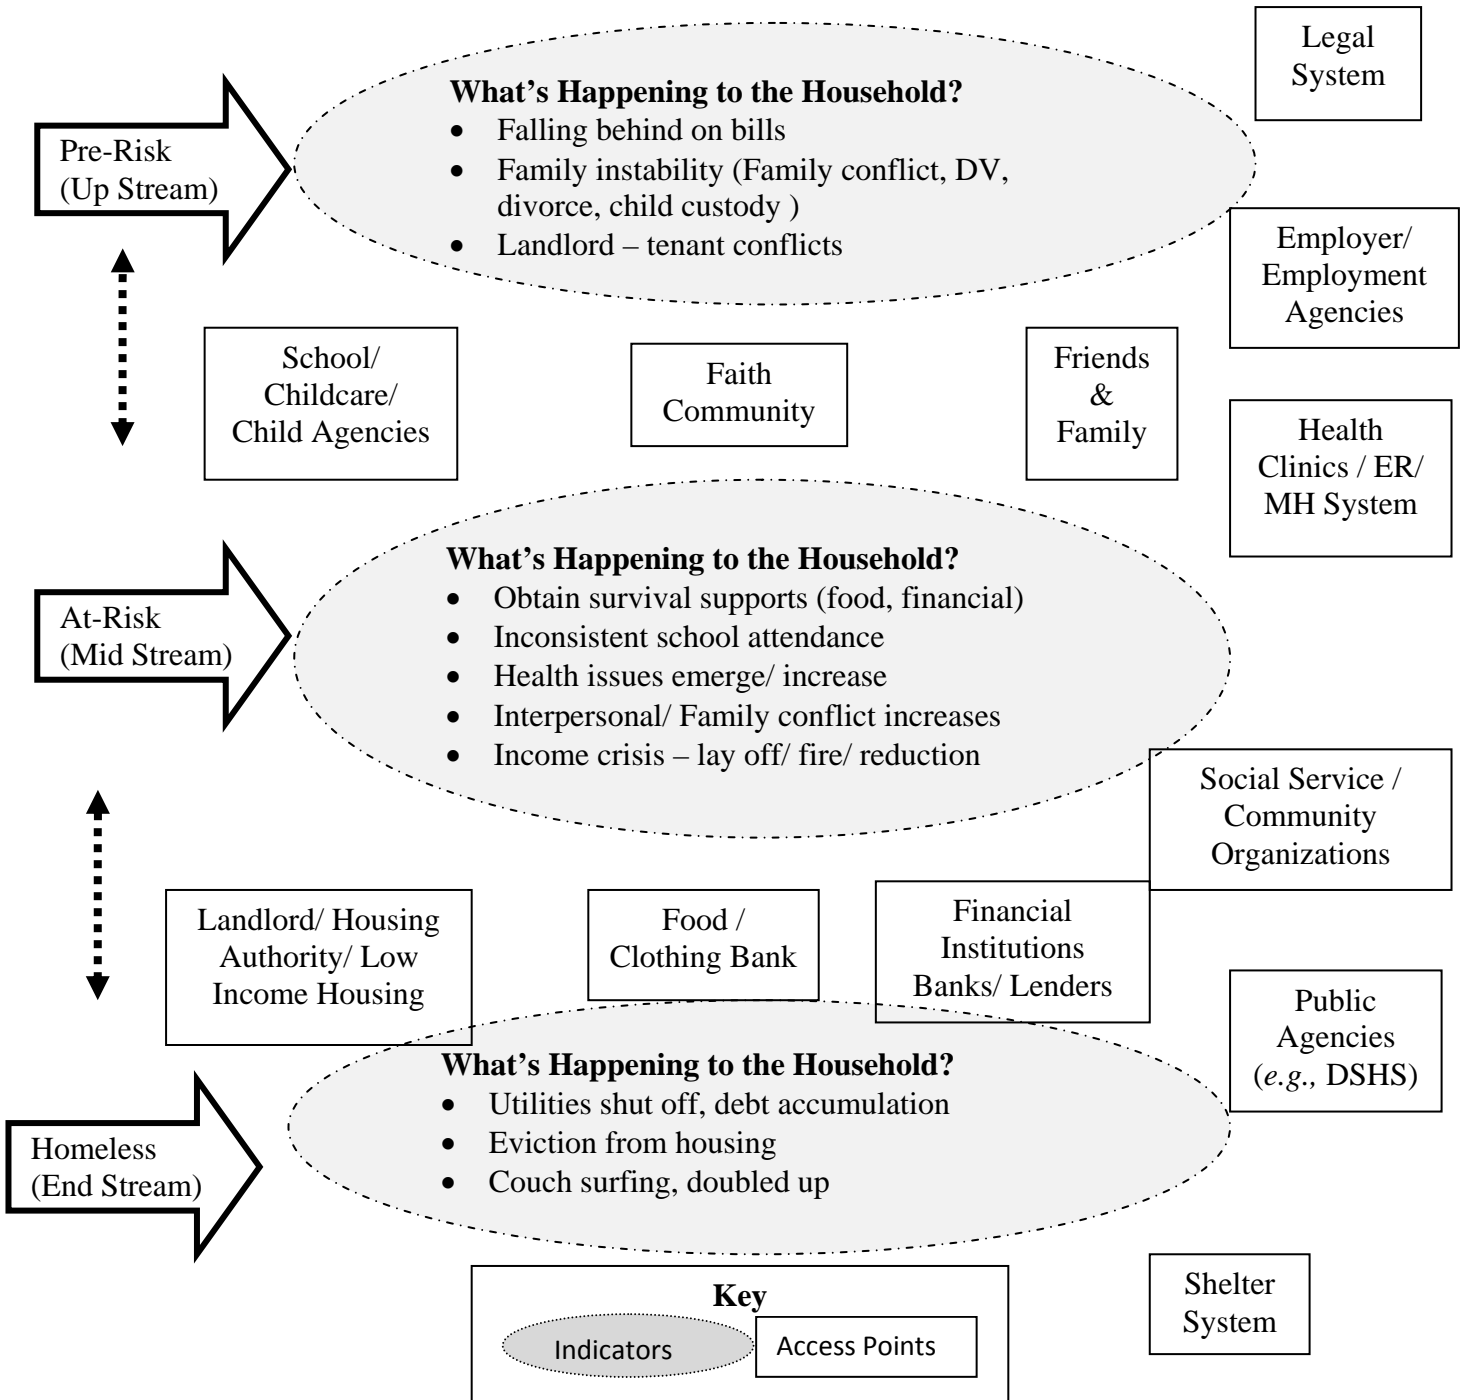 Legal
System
What's Happening to the Household?
• Falling behind on bills
• Family instability (Family conflict, DV,
divorce, child custody )
• Landlord – tenant conflicts
Pre-Risk
(Up Stream)
Employer/
Employment
Agencies
School/
Childcare/
Child Agencies
Faith
Community
Friends
&
Family
Health
Clinics / ER/
MH System
What's Happening to the Household?
• Obtain survival supports (food, financial)
• Inconsistent school attendance
• Health issues emerge/ increase
• Interpersonal/ Family conflict increases
• Income crisis – lay off/ fire/ reduction
At-Risk
(Mid Stream)
Social Service /
Community
Organizations
Landlord/ Housing
Authority/ Low
Income Housing
Food /
Clothing Bank
Financial
Institutions
Banks/ Lenders
Public
Agencies
(e.g., DSHS)
What's Happening to the Household?
• Utilities shut off, debt accumulation
• Eviction from housing
• Couch surfing, doubled up
Homeless
(End Stream)
Shelter
System
Key
Indicators
Access Points